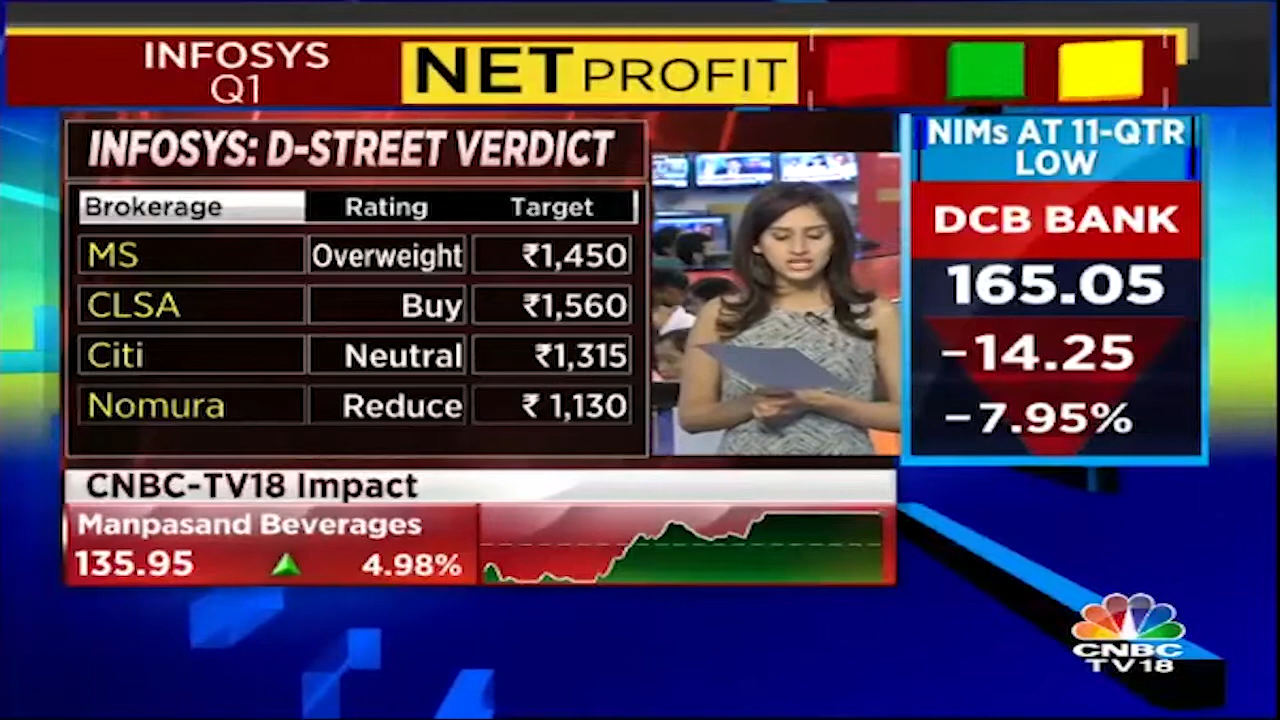 INFOSYS
Q1
NET PROFIT
INFOSYS: D-STREET VERDICT
Brokerage Rating Target
MS Overweight ₹1,450
CLSA Buy ₹1,560
Citi Neutral ₹1,315
Nomura Reduce ₹ 1,130
NIMs AT 11-QTR
LOW
DCB BANK
165.05
-14.25
-7.95%
CNBC-TV18 Impact
Manpasand Beverages
135.95 4.98%
CNBC
TV18